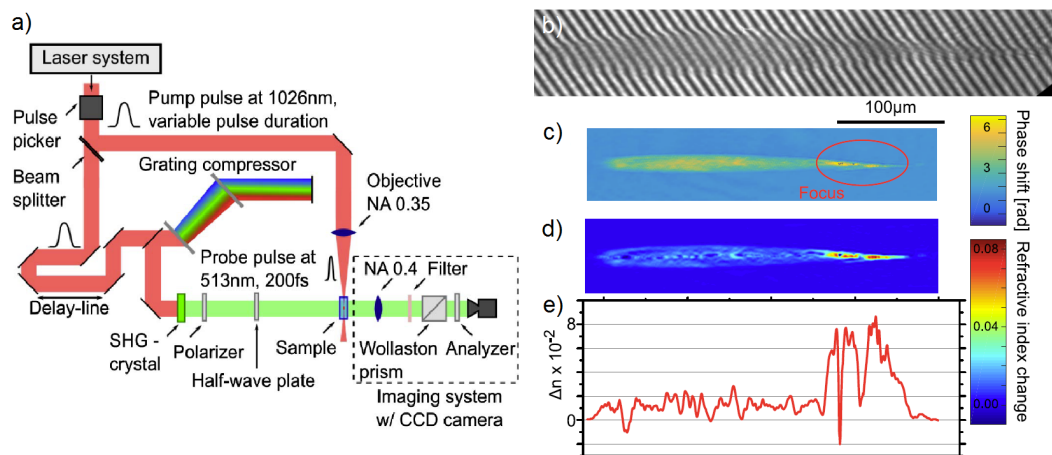 a)
Laser system
Pulse
picker
Pump pulse at 1026nm,
variable pulse duration
Beam
splitter
Grating compressor
Objective
NA 0.35
Probe pulse at
513nm, 200fs
NA 0.4 Filter
Delay-line
SHG -
crystal
Polarizer
Half-wave plate
Sample
Wollaston
prism
Analyzer
Imaging system
w/ CCD camera
b)
100µm
c)
Focus
6
3
0
Phase shift [rad]
d)
0.08
0.04
0.00
Refractive index change
e)
8
4
0
Δn x 10⁻²